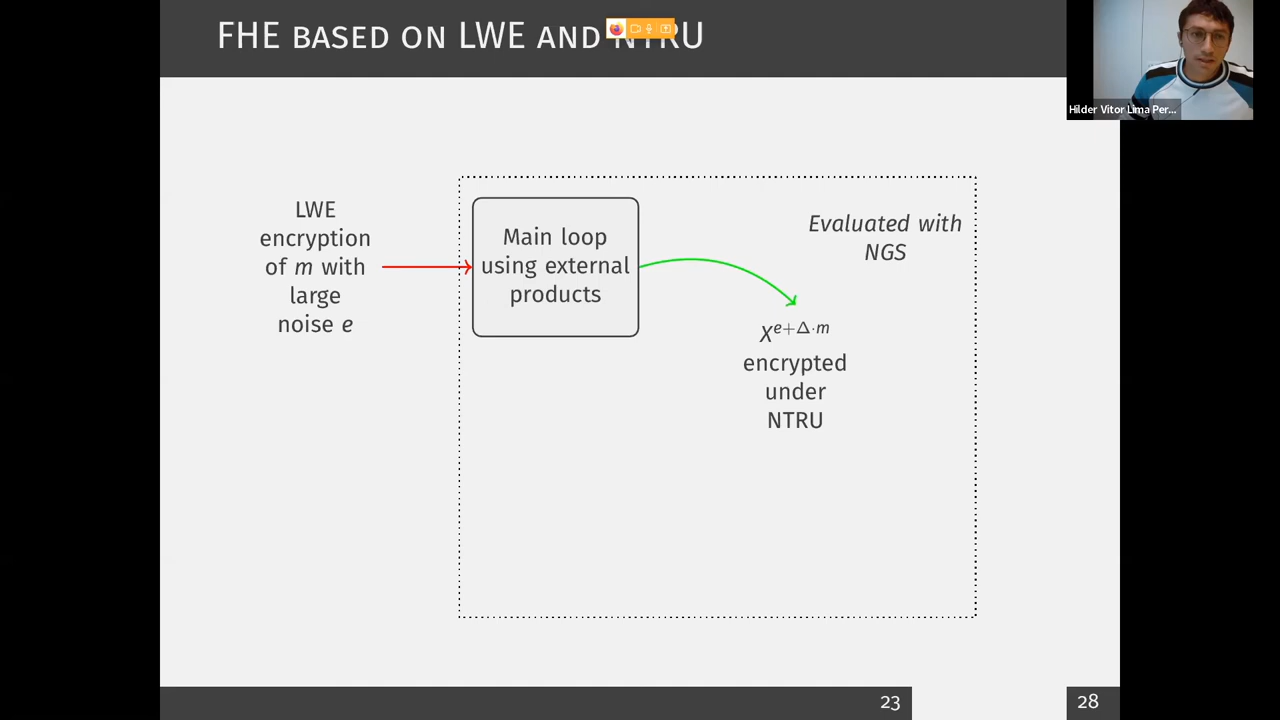 FHE BASED ON LWE AND NTRU
Hilder Vitor Lima Per...
LWE
encryption
of m with
large
noise e
Main loop
using external
products
Evaluated with
NGS
X^{e+Δ·m}
encrypted
under
NTRU
23
28